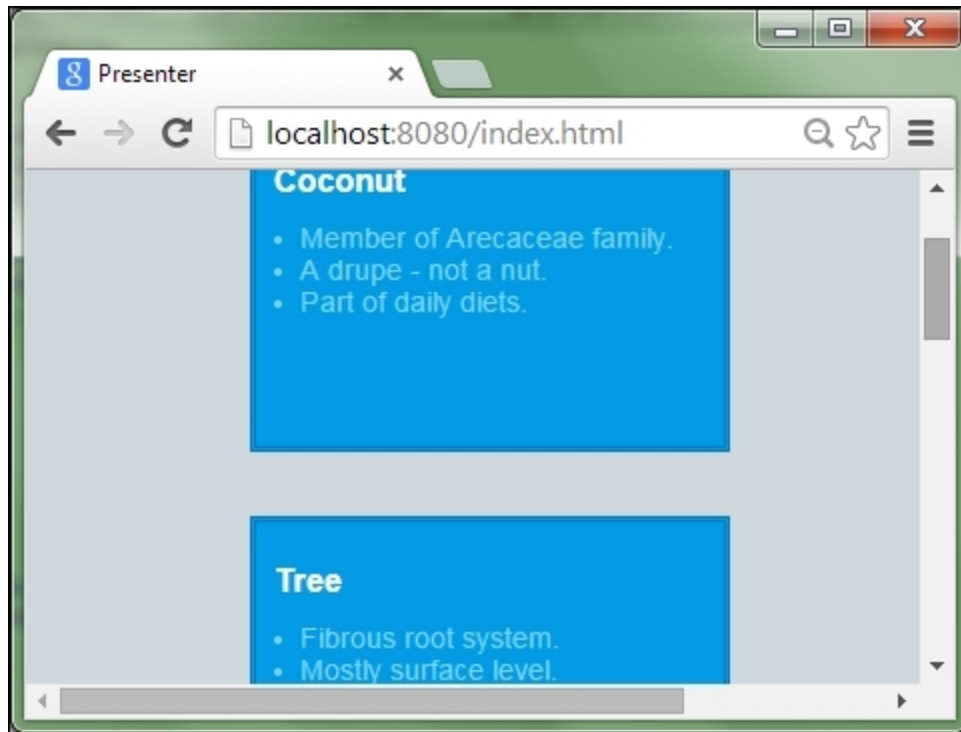 Presenter
localhost:8080/index.html
Coconut
• Member of Arecaceae family.
• A drupe - not a nut.
• Part of daily diets.
Tree
• Fibrous root system.
• Mostly surface level.